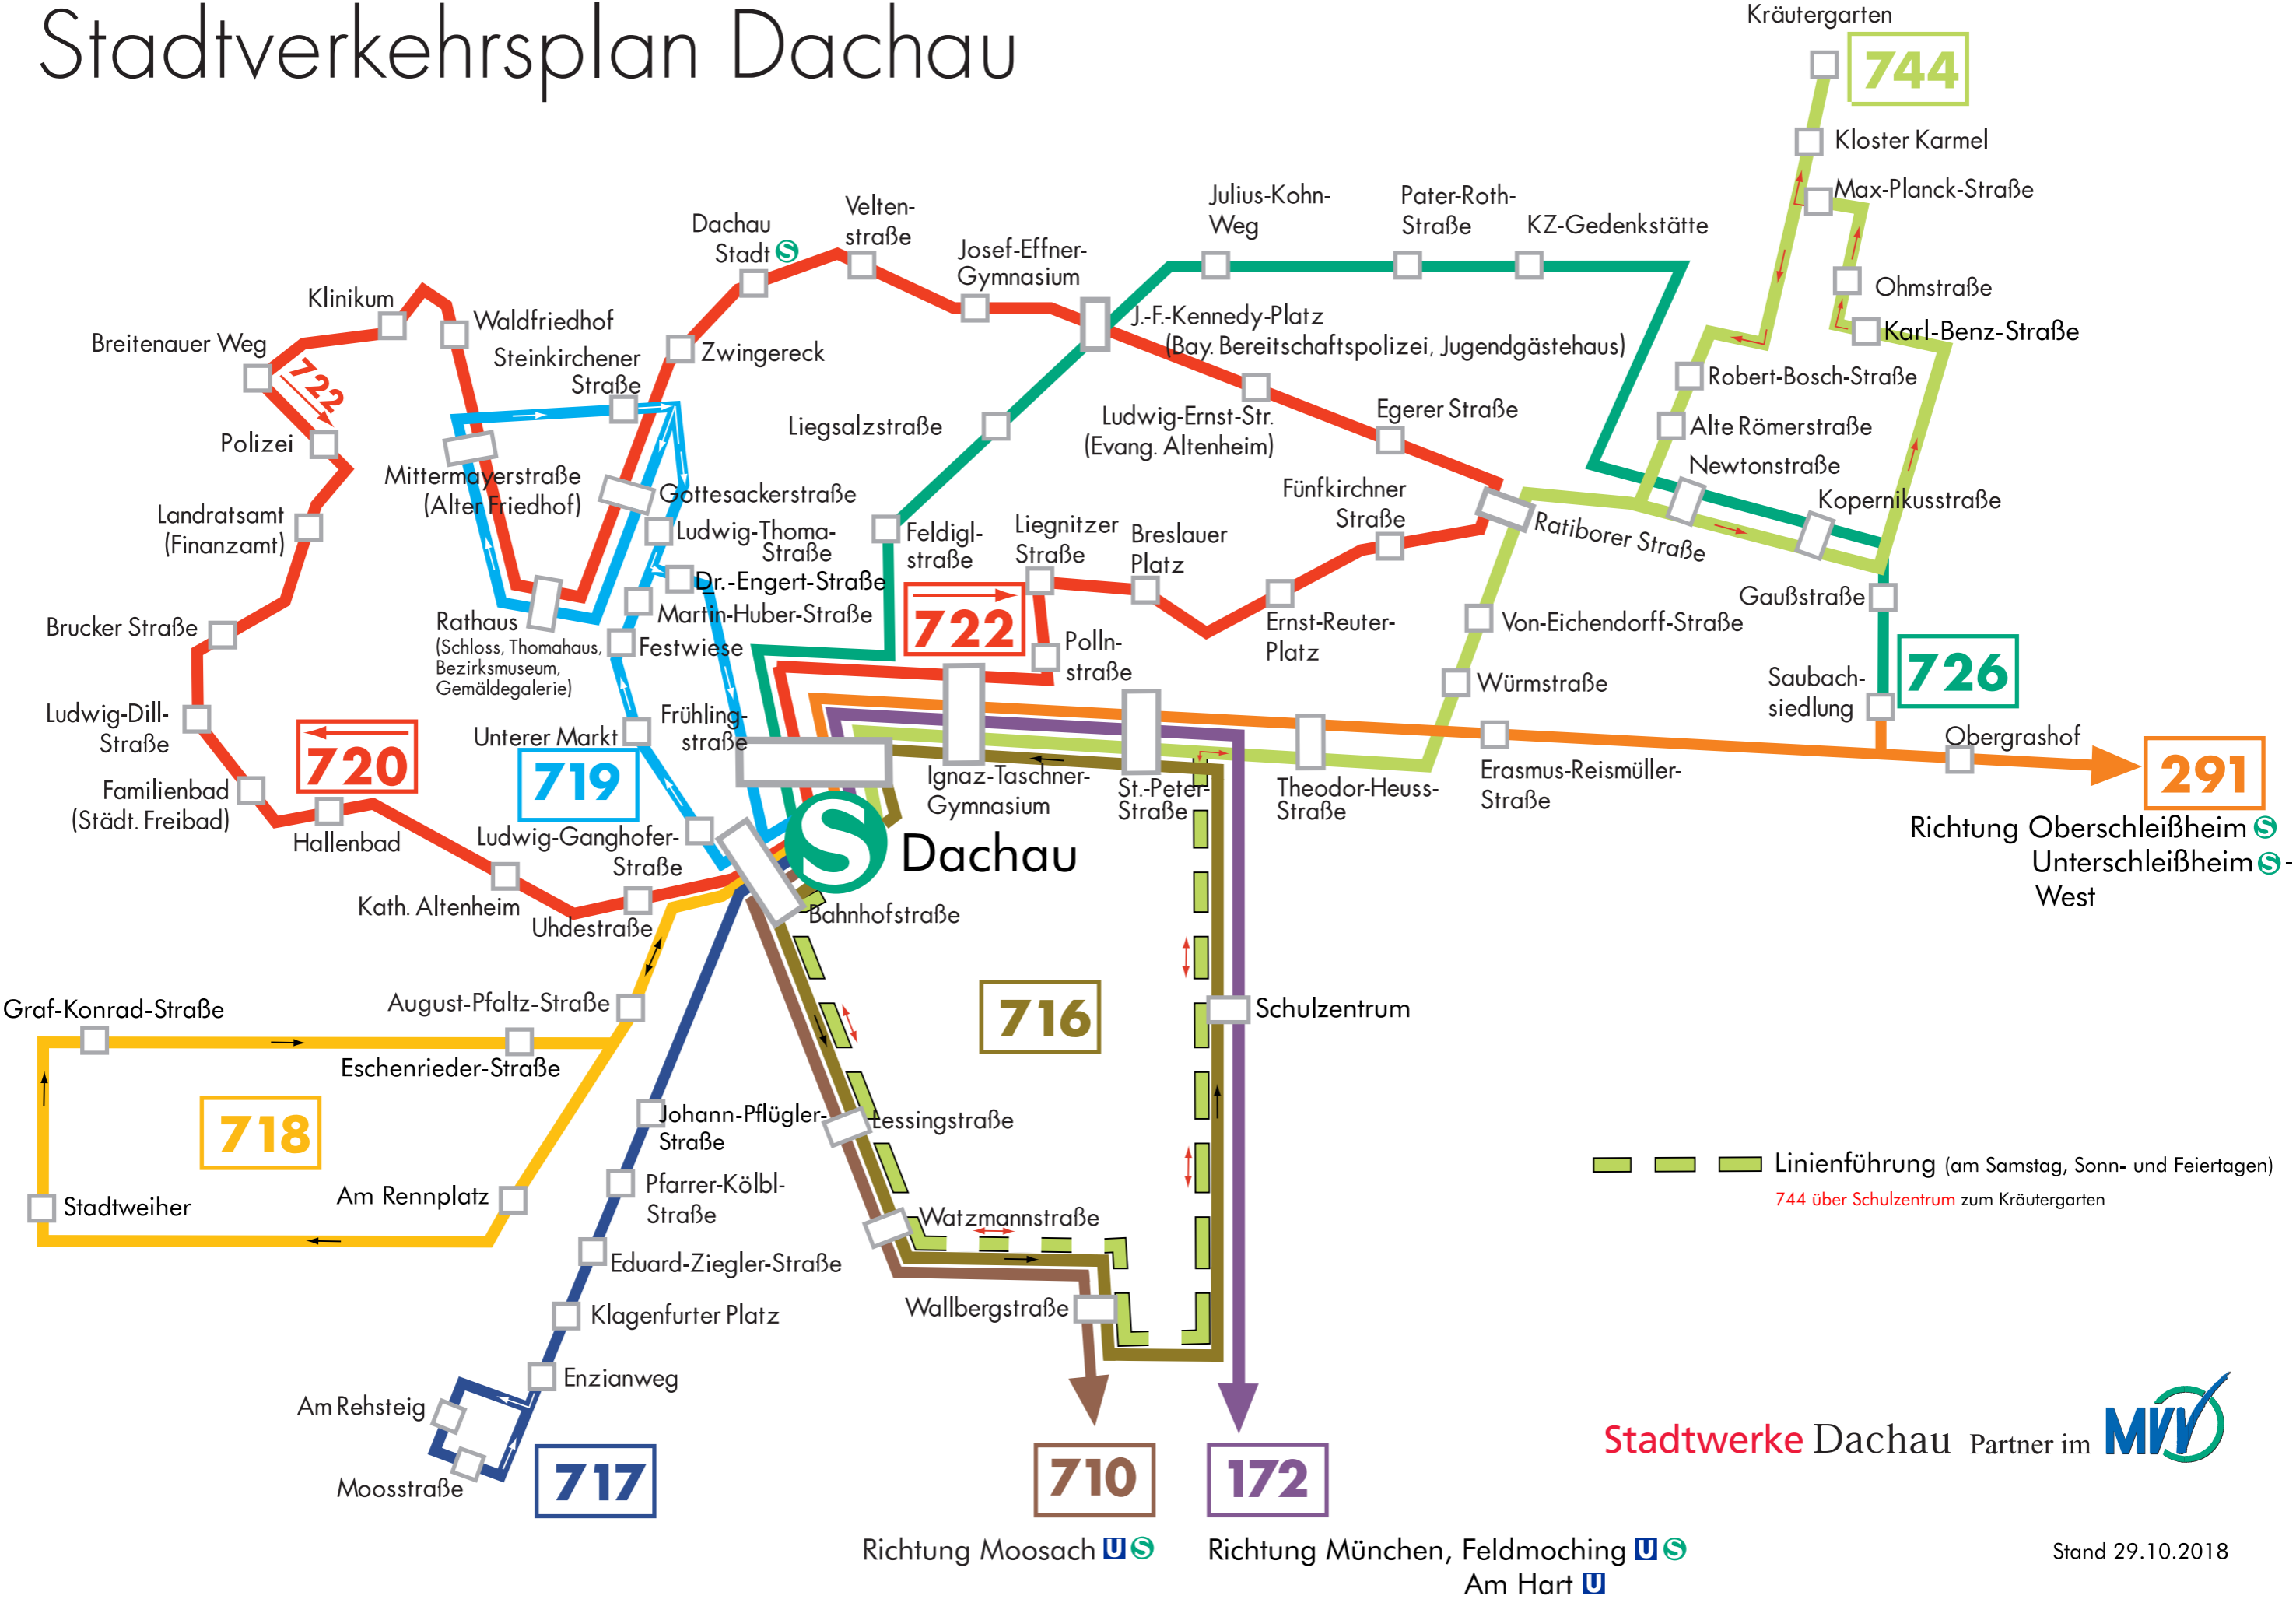 Stadtverkehrsplan Dachau
Kräutergarten
744
Kloster Karmel
Max-Planck-Straße
Julius-Kohn-
Weg
Pater-Roth-
Straße
KZ-Gedenkstätte
Velten-
straße
Dachau
Stadt S
Josef-Effner-
Gymnasium
Ohmstraße
Karl-Benz-Straße
Klinikum
Waldfriedhof
Breitenauer Weg
722
Steinkirchener
Straße
Zwingereck
J.-F.-Kennedy-Platz
(Bay. Bereitschaftspolizei, Jugendgästehaus)
Robert-Bosch-Straße
Polizei
Liegsalzstraße
Ludwig-Ernst-Str.
(Evang. Altenheim)
Egerer Straße
Alte Römerstraße
Newtonstraße
Mittermayerstraße
(Alter Friedhof)
Gottesackerstraße
Fünfkirchner
Straße
Kopernikusstraße
Landratsamt
(Finanzamt)
Ludwig-Thoma-
Straße
Feldigl-
straße
Liegnitzer
Straße
Breslauer
Platz
Ratiborer Straße
Dr.-Engert-Straße
Martin-Huber-Straße
722
Gaußstraße
Brucker Straße
Rathaus
(Schloss, Thomahaus,
Bezirksmuseum,
Gemäldegalerie)
Festwiese
Polln-
straße
Ernst-Reuter-
Platz
Von-Eichendorff-Straße
726
Würmstraße
Saubach-
siedlung
Ludwig-Dill-
Straße
720
Unterer Markt
Frühling-
straße
Obergrashof
719
Ignaz-Taschner-
Gymnasium
St.-Peter-
Straße
Theodor-Heuss-
Straße
Erasmus-Reismüller-
Straße
291
Familienbad
(Städt. Freibad)
Hallenbad
Ludwig-Ganghofer-
Straße
S Dachau
Richtung Oberschleißheim S
Unterschleißheim S -
West
Kath. Altenheim
Uhdestraße
Bahnhofstraße
Graf-Konrad-Straße
August-Pfaltz-Straße
716
Schulzentrum
Eschenrieder-Straße
718
Johann-Pflügler-
Straße
Lessingstraße
Linienführung (am Samstag, Sonn- und Feiertagen)
744 über Schulzentrum zum Kräutergarten
Stadtweiher
Am Rennplatz
Pfarrer-Kölbl-
Straße
Watzmannstraße
Eduard-Ziegler-Straße
Klagenfurter Platz
Wallbergstraße
Enzianweg
Am Rehsteig
Moosstraße
717
710
172
Stadtwerke Dachau Partner im MVV
Richtung Moosach U S
Richtung München, Feldmoching U S
Am Hart U
Stand 29.10.2018